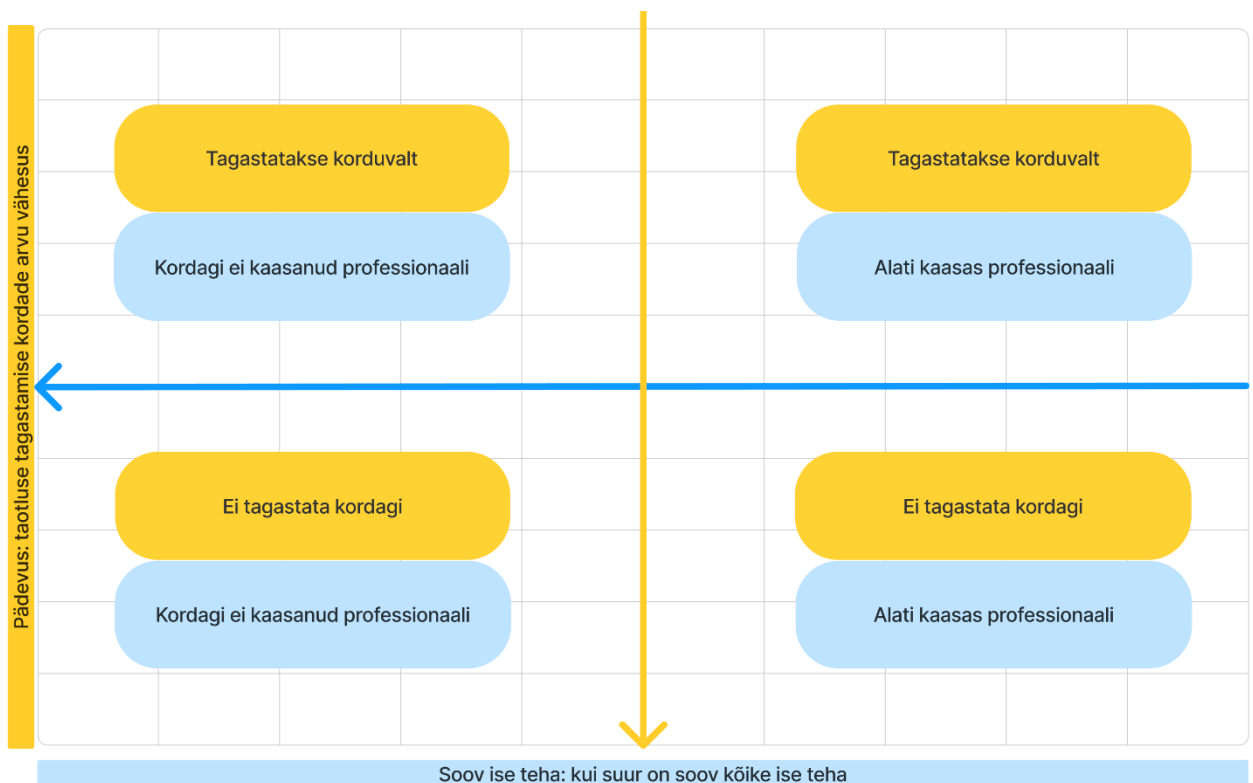 Pädevus: taotluse tagastamise kordade arvu vähesus
Tagastatakse korduvalt
Kordagi ei kaasanud professionaali
Tagastatakse korduvalt
Alati kaasas professionaali
Ei tagastata kordagi
Kordagi ei kaasanud professionaali
Ei tagastata kordagi
Alati kaasas professionaali
Soov ise teha: kui suur on soov kõike ise teha